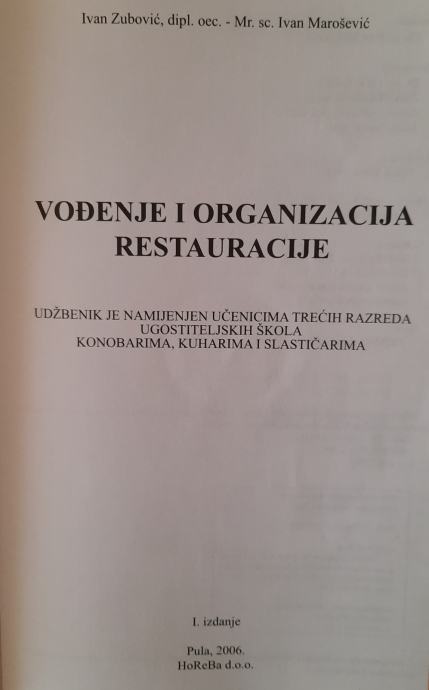 Ivan Zubović, dipl. oec. - Mr. sc. Ivan Marošević
VOĐENJE I ORGANIZACIJA
RESTAURACIJE
UDŽBENIK JE NAMIJENJEN UČENICIMA TREĆIH RAZREDA
UGOSTITELJSKIH ŠKOLA
KONOBARIMA, KUHARIMA I SLASTIČARIMA
I. izdanje
Pula, 2006.
HoReBa d.o.o.